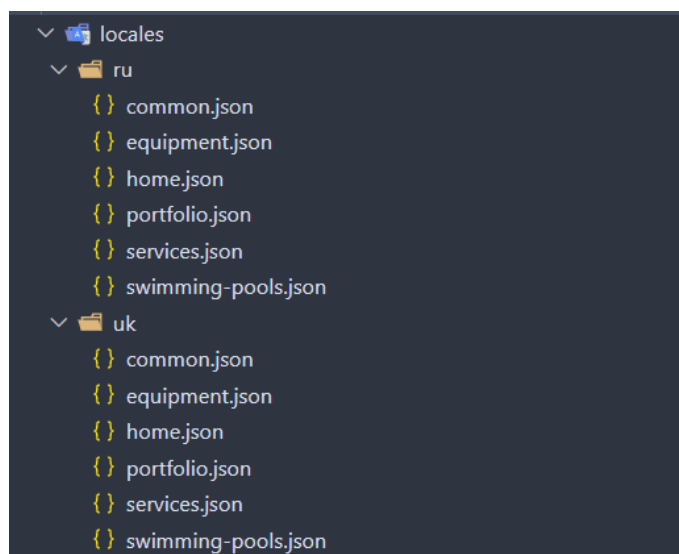 locales
ru
{ } common.json
{ } equipment.json
{ } home.json
{ } portfolio.json
{ } services.json
{ } swimming-pools.json
uk
{ } common.json
{ } equipment.json
{ } home.json
{ } portfolio.json
{ } services.json
{ } swimming-pools.json